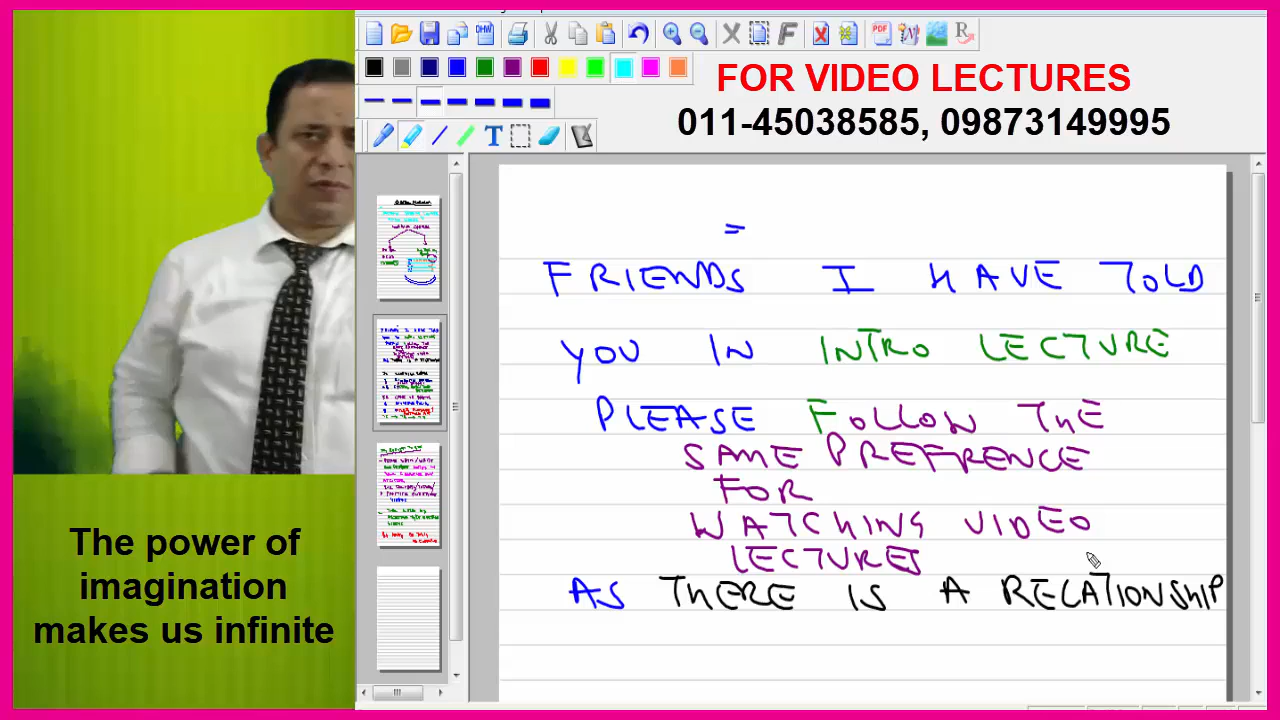 FOR VIDEO LECTURES
011-45038585, 09873149995
=
FRIENDS I HAVE TOLD
YOU IN INTRO LECTURE
PLEASE FOLLOW THE
SAME PREFRENCE
FOR
WATCHING VIDEO
LECTURES
AS THERE IS A RELATIONSHIP
The power of
imagination
makes us infinite